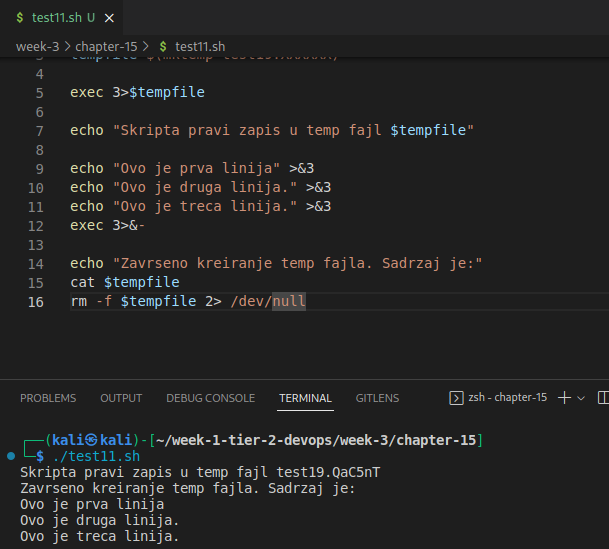 $ test11.sh U ×
week-3 > chapter-15 > $ test11.sh
4
5 exec 3>$tempfile
6
7 echo "Skripta pravi zapis u temp fajl $tempfile"
8
9 echo "Ovo je prva linija" >&3
10 echo "Ovo je druga linija." >&3
11 echo "Ovo je treca linija." >&3
12 exec 3>&-
13
14 echo "Zavrseno kreiranje temp fajla. Sadrzaj je:"
15 cat $tempfile
16 rm -f $tempfile 2> /dev/null
PROBLEMS OUTPUT DEBUG CONSOLE TERMINAL GITLENS zsh - chapter-15
┌──(kali㉿kali)-[~/week-1-tier-2-devops/week-3/chapter-15]
└─$ ./test11.sh
Skripta pravi zapis u temp fajl test19.QaC5nT
Zavrseno kreiranje temp fajla. Sadrzaj je:
Ovo je prva linija
Ovo je druga linija.
Ovo je treca linija.